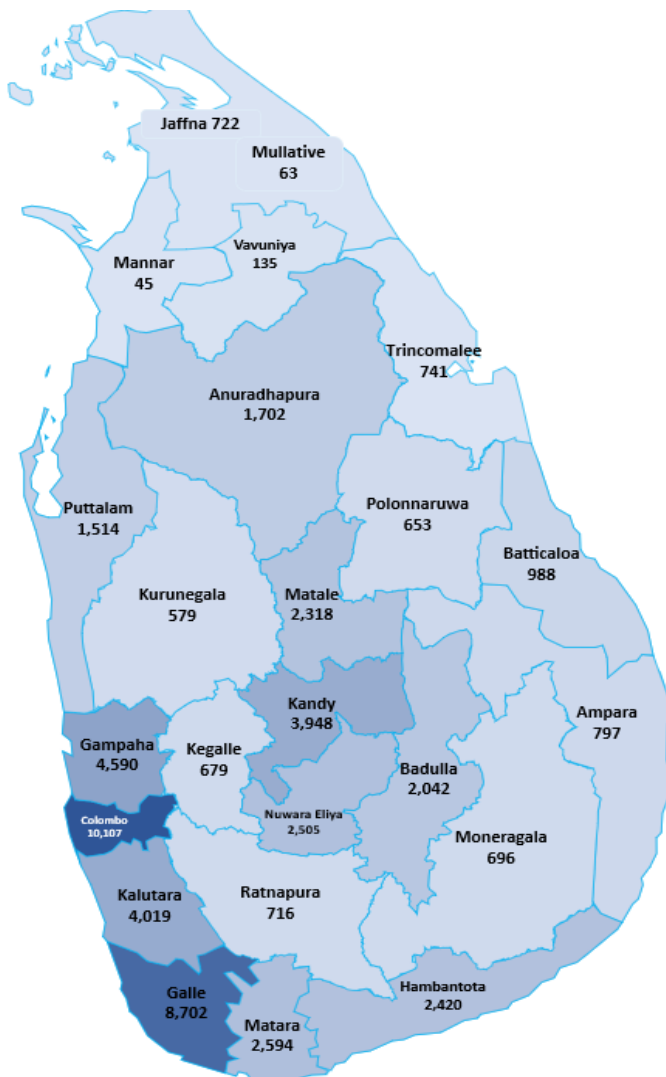 Jaffna 722
Mullative
63
Vavuniya
135
Mannar
45
Trincomalee
741
Anuradhapura
1,702
Polonnaruwa
653
Puttalam
1,514
Batticaloa
988
Kurunegala
579
Matale
2,318
Kandy
3,948
Ampara
797
Gampaha
4,590
Kegalle
679
Badulla
2,042
Colombo
10,107
Nuwara Eliya
2,505
Moneragala
696
Kalutara
4,019
Ratnapura
716
Galle
8,702
Hambantota
2,420
Matara
2,594